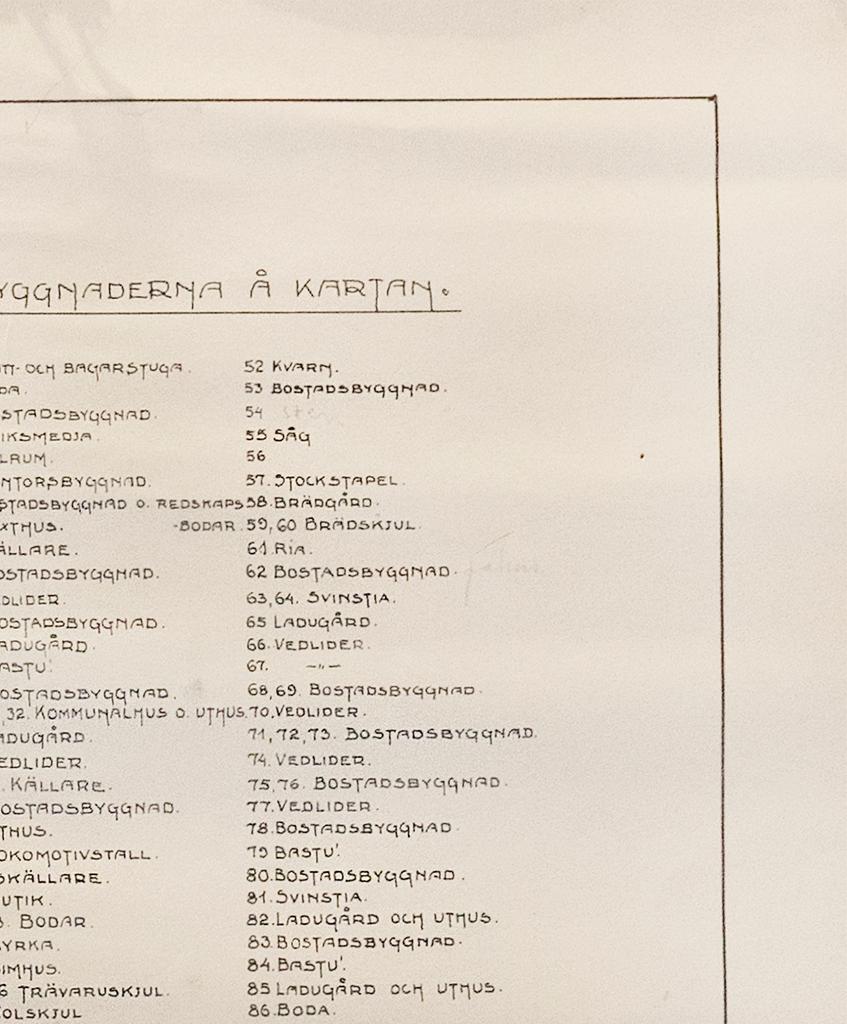 YGGNADERNA Å KARTAN.
TT- OCH BAGARSTUGA.
DA.
STADSBYGGNAD.
IKSMEDJA.
LRUM.
NTORSBYGGNAD.
STADSBYGGNAD O. REDSKAPS
XTHUS. -BODAR.
ÄLLARE.
OSTADSBYGGNAD.
DLIDER.
OSTADSBYGGNAD.
ADUGÅRD.
ASTU'.
OSTADSBYGGNAD.
, 32. KOMMUNALHUS O. UTHUS.
ADUGÅRD.
EDLIDER.
. KÄLLARE.
OSTADSBYGGNAD.
THUS.
OKOMOTIVSTALL.
SKÄLLARE.
UTIK.
3. BODAR.
YRKA.
SIMHUS.
6 TRÄVARUSKJUL.
OLSKJUL
52 KVARN.
53 BOSTADSBYGGNAD.
54
55 SÅG
56
57. STOCKSTAPEL.
58. BRÄDGÅRD.
59, 60 BRÄDSKJUL.
61. RIA.
62 BOSTADSBYGGNAD.
63, 64. SVINSTIA.
65 LADUGÅRD.
66. VEDLIDER.
67. —"—
68, 69. BOSTADSBYGGNAD.
70, VEDLIDER.
71, 72, 73. BOSTADSBYGGNAD.
74. VEDLIDER.
75, 76. BOSTADSBYGGNAD.
77. VEDLIDER.
78. BOSTADSBYGGNAD.
79 BASTU'.
80. BOSTADSBYGGNAD.
81. SVINSTIA.
82. LADUGÅRD OCH UTHUS.
83. BOSTADSBYGGNAD.
84. BASTU'.
85 LADUGÅRD OCH UTHUS.
86. BODA.